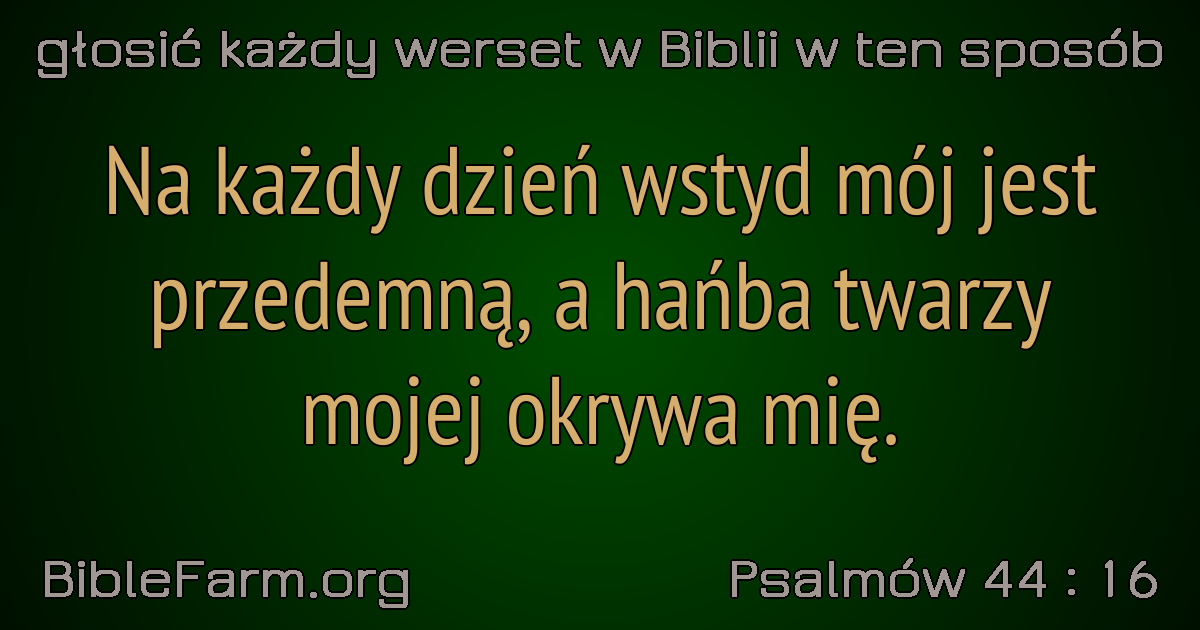 głosić każdy werset w Biblii w ten sposób
Na każdy dzień wstyd mój jest
przedemną, a hańba twarzy
mojej okrywa mię.
BibleFarm.org
Psalmów 44 : 16